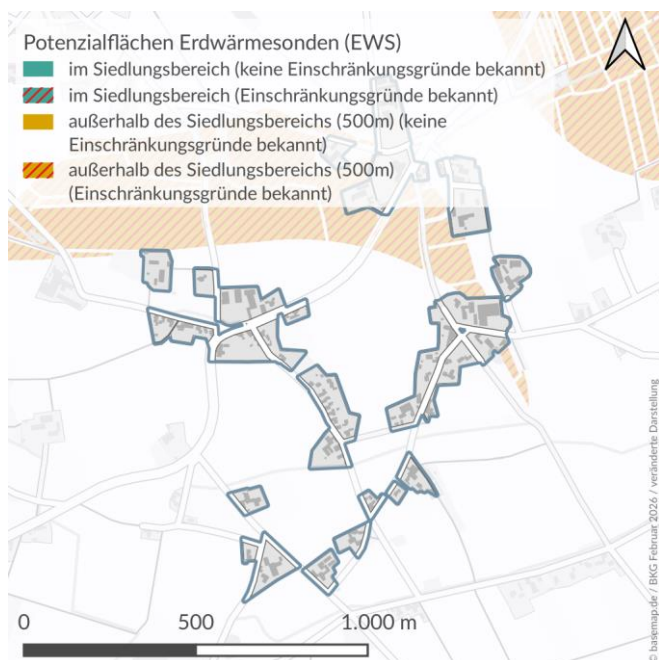 Potenzialflächen Erdwärmesonden (EWS)
im Siedlungsbereich (keine Einschränkungsgründe bekannt)
im Siedlungsbereich (Einschränkungsgründe bekannt)
außerhalb des Siedlungsbereichs (500m) (keine
Einschränkungsgründe bekannt)
außerhalb des Siedlungsbereichs (500m)
(Einschränkungsgründe bekannt)
0 500 1.000 m
© basemap.de / BKG Februar 2026 / veränderte Darstellung